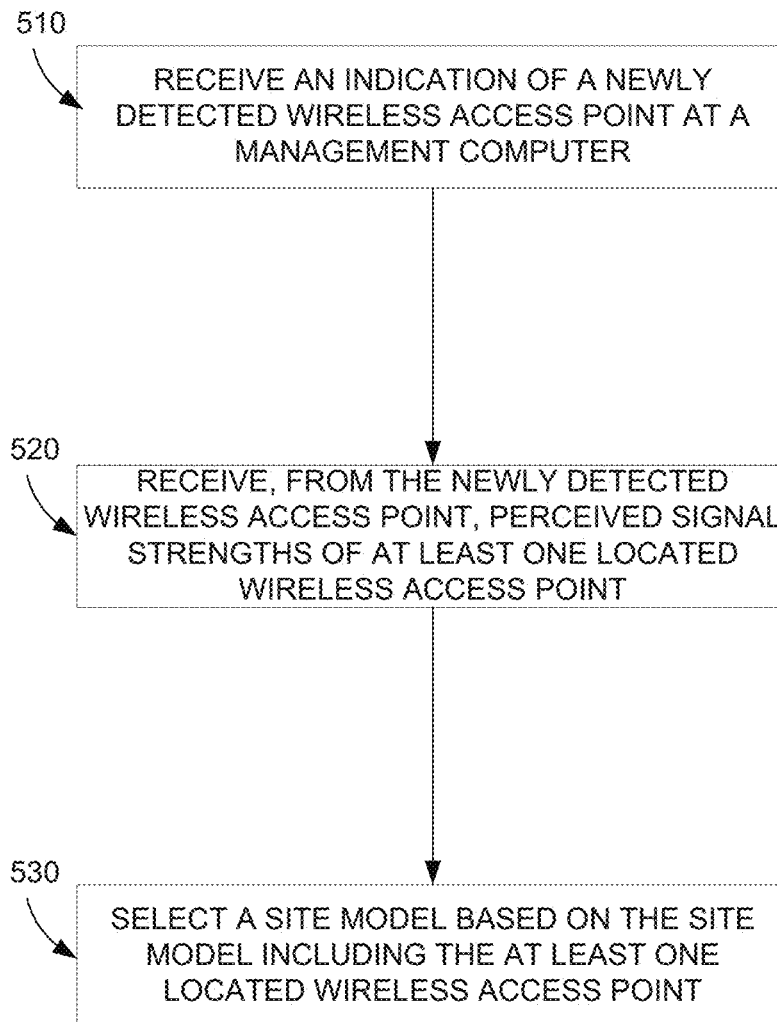 510
RECEIVE AN INDICATION OF A NEWLY
DETECTED WIRELESS ACCESS POINT AT A
MANAGEMENT COMPUTER
520
RECEIVE, FROM THE NEWLY DETECTED
WIRELESS ACCESS POINT, PERCEIVED SIGNAL
STRENGTHS OF AT LEAST ONE LOCATED
WIRELESS ACCESS POINT
530
SELECT A SITE MODEL BASED ON THE SITE
MODEL INCLUDING THE AT LEAST ONE
LOCATED WIRELESS ACCESS POINT